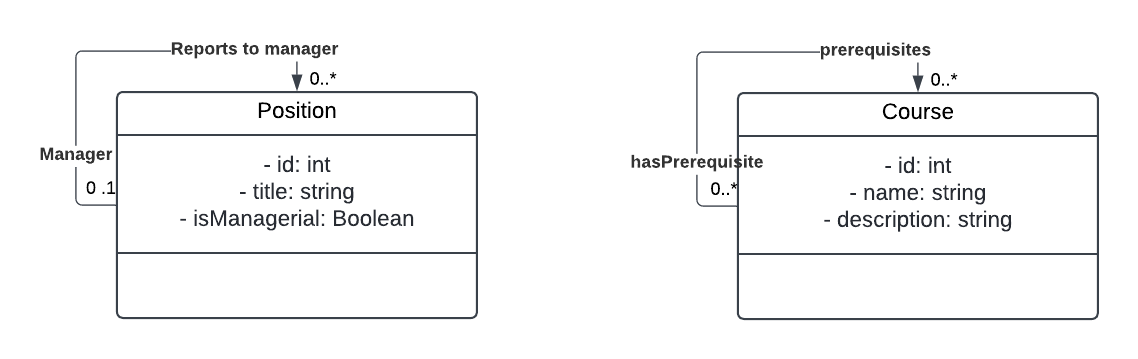 Reports to manager
0..*
Position
Manager
0 .1
- id: int
- title: string
- isManagerial: Boolean
prerequisites
0..*
Course
hasPrerequisite
0..*
- id: int
- name: string
- description: string